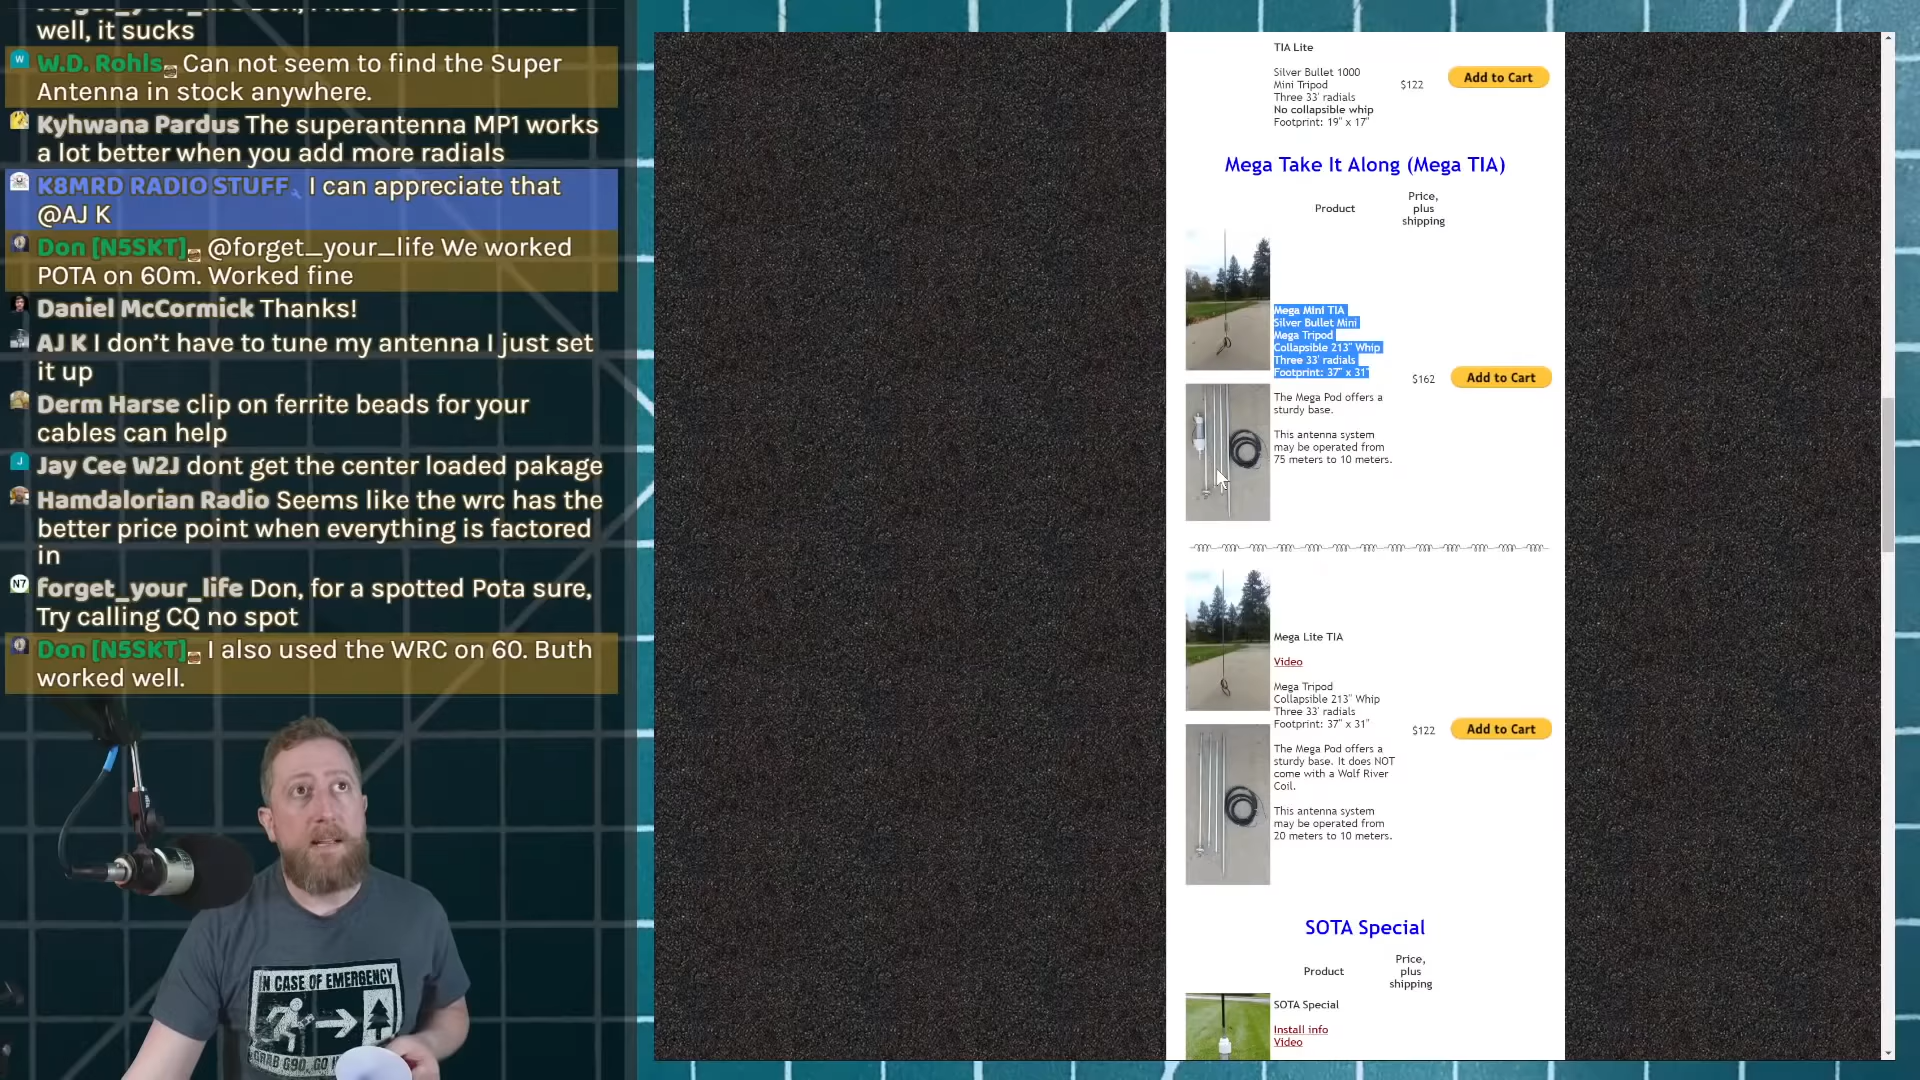 well, it sucks
W.D. Rohls Can not seem to find the Super
Antenna in stock anywhere.
Kyhwana Pardus The superantenna MP1 works
a lot better when you add more radials
K8MRD RADIO STUFF I can appreciate that
@AJ K
Don [N5SKT] @forget_your_life We worked
POTA on 60m. Worked fine
Daniel McCormick Thanks!
AJ K I don't have to tune my antenna I just set
it up
Derm Harse clip on ferrite beads for your
cables can help
Jay Cee W2J dont get the center loaded pakage
Hamdalorian Radio Seems like the wrc has the
better price point when everything is factored
in
forget_your_life Don, for a spotted Pota sure,
Try calling CQ no spot
Don [N5SKT] I also used the WRC on 60. Buth
worked well.
IN CASE OF EMERGENCY
TIA Lite
Silver Bullet 1000
Mini Tripod
Three 33' radials
No collapsible whip
Footprint: 19" x 17"
$122
Add to Cart
Mega Take It Along (Mega TIA)
Product
Price,
plus
shipping
Mega Mini TIA
Silver Bullet Mini
Mega Tripod
Collapsible 213" Whip
Three 33' radials
Footprint: 37" x 31"
The Mega Pod offers a
sturdy base.
This antenna system
may be operated from
75 meters to 10 meters.
$162
Add to Cart
Mega Lite TIA
Video
Mega Tripod
Collapsible 213" Whip
Three 33' radials
Footprint: 37" x 31"
The Mega Pod offers a
sturdy base. It does NOT
come with a Wolf River
Coil.
This antenna system
may be operated from
20 meters to 10 meters.
$122
Add to Cart
SOTA Special
Product
Price,
plus
shipping
SOTA Special
Install info
Video